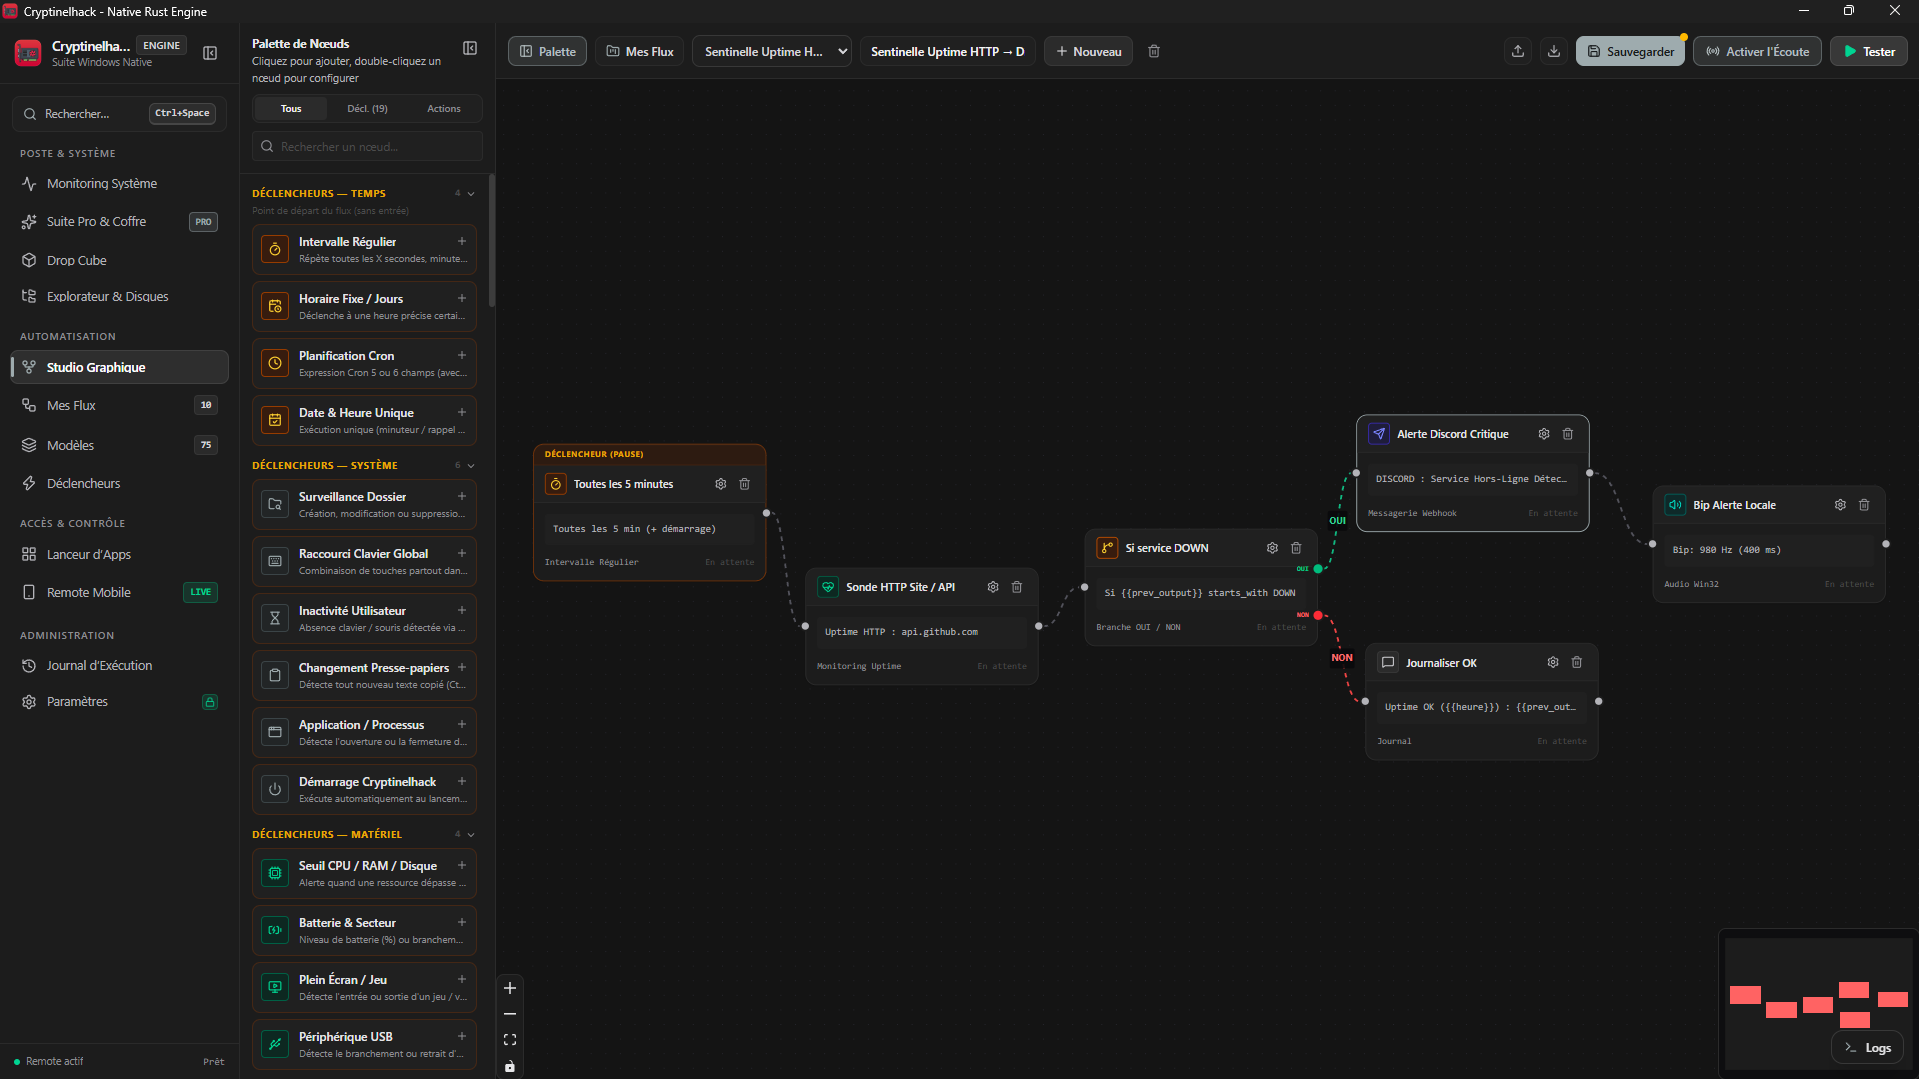 Cryptinelhack - Native Rust Engine
Cryptinelha... ENGINE
Suite Windows Native
Rechercher... Ctrl+Space
POSTE & SYSTÈME
Monitoring Système
Suite Pro & Coffre PRO
Drop Cube
Explorateur & Disques
AUTOMATISATION
Studio Graphique
Mes Flux 10
Modèles 75
Déclencheurs
ACCÈS & CONTRÔLE
Lanceur d'Apps
Remote Mobile LIVE
ADMINISTRATION
Journal d'Exécution
Paramètres
Remote actif Prêt
Palette de Nœuds
Cliquez pour ajouter, double-cliquez un
nœud pour configurer
Tous Décl. (19) Actions
Rechercher un nœud...
DÉCLENCHEURS — TEMPS 4
Point de départ du flux (sans entrée)
Intervalle Régulier
Répète toutes les X secondes, minute...
Horaire Fixe / Jours
Déclenche à une heure précise certai...
Planification Cron
Expression Cron 5 ou 6 champs (avec...
Date & Heure Unique
Exécution unique (minuteur / rappel ...
DÉCLENCHEURS — SYSTÈME 6
Surveillance Dossier
Création, modification ou suppressio...
Raccourci Clavier Global
Combinaison de touches partout dan...
Inactivité Utilisateur
Absence clavier / souris détectée via ...
Changement Presse-papiers
Détecte tout nouveau texte copié (Ct...
Application / Processus
Détecte l'ouverture ou la fermeture d...
Démarrage Cryptinelhack
Exécute automatiquement au lancem...
DÉCLENCHEURS — MATÉRIEL 4
Seuil CPU / RAM / Disque
Alerte quand une ressource dépasse ...
Batterie & Secteur
Niveau de batterie (%) ou branchem...
Plein Écran / Jeu
Détecte l'entrée ou sortie d'un jeu / v...
Périphérique USB
Détecte le branchement ou retrait d'...
Palette Mes Flux Sentinelle Uptime H... Sentinelle Uptime HTTP → D + Nouveau
Sauvegarder Activer l'Écoute Tester
DÉCLENCHEUR (PAUSE)
Toutes les 5 minutes
Toutes les 5 min (+ démarrage)
Intervalle Régulier En attente
Sonde HTTP Site / API
Uptime HTTP : api.github.com
Monitoring Uptime En attente
Si service DOWN
OUI
Si {{prev_output}} starts_with DOWN
NON
Branche OUI / NON En attente
OUI
NON
Alerte Discord Critique
DISCORD : Service Hors-Ligne Détec…
Messagerie Webhook En attente
Journaliser OK
Uptime OK ({{heure}}) : {{prev_out…
Journal En attente
Bip Alerte Locale
Bip: 980 Hz (400 ms)
Audio Win32 En attente
Logs